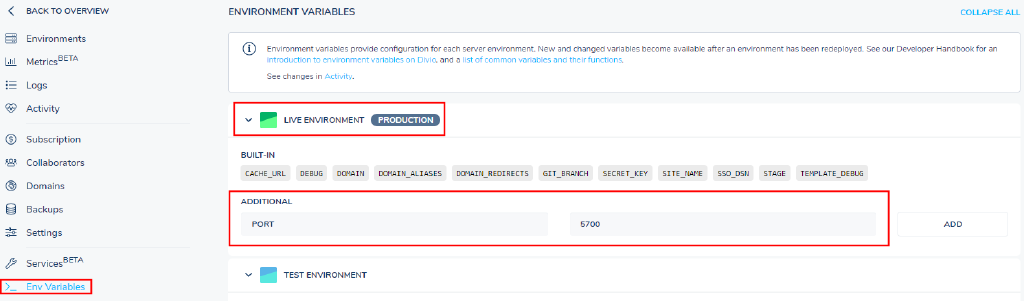 BACK TO OVERVIEW
Environments
Metrics BETA
Logs
Activity
Subscription
Collaborators
Domains
Backups
Settings
Services BETA
Env Variables
ENVIRONMENT VARIABLES
COLLAPSE ALL
Environment variables provide configuration for each server environment. New and changed variables become available after an environment has been redeployed. See our Developer Handbook for an
introduction to environment variables on Divio, and a list of common variables and their functions.
See changes in Activity.
LIVE ENVIRONMENT PRODUCTION
BUILT-IN
CACHE_URL DEBUG DOMAIN DOMAIN_ALIASES DOMAIN_REDIRECTS GIT_BRANCH SECRET_KEY SITE_NAME SSO_DSN STAGE TEMPLATE_DEBUG
ADDITIONAL
PORT 5700 ADD
TEST ENVIRONMENT